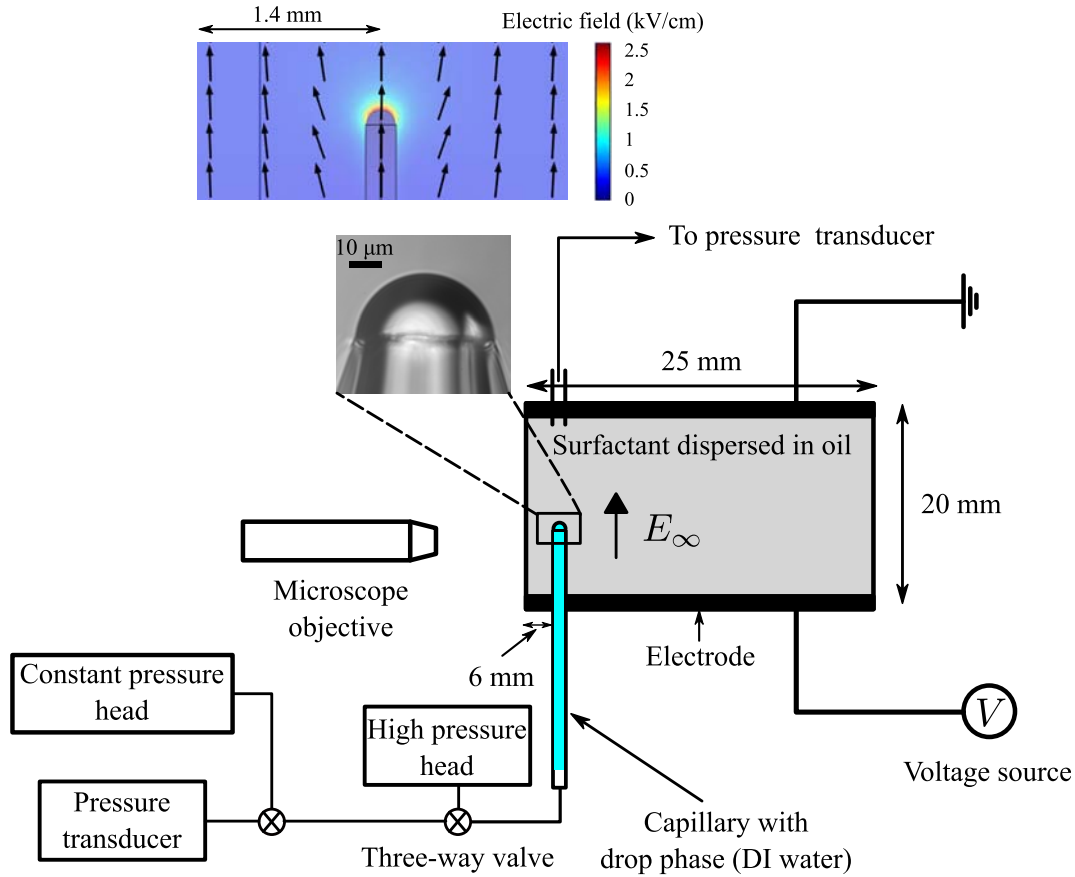 1.4 mm
Electric field (kV/cm)
2.5
2
1.5
1
0.5
0
To pressure transducer
10 μm
25 mm
Surfactant dispersed in oil
20 mm
E∞
Microscope
objective
Electrode
6 mm
Constant pressure
head
High pressure
head
V
Voltage source
Pressure
transducer
Three-way valve
Capillary with
drop phase (DI water)